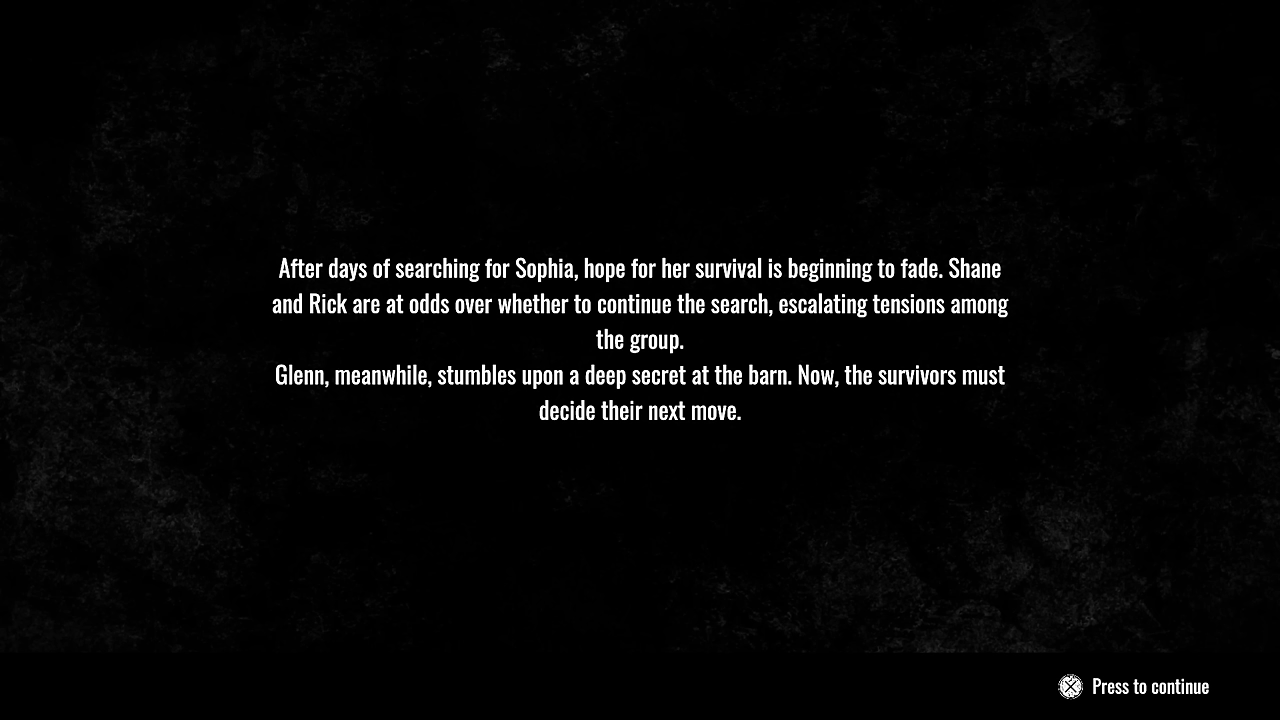 After days of searching for Sophia, hope for her survival is beginning to fade. Shane
and Rick are at odds over whether to continue the search, escalating tensions among
the group.
Glenn, meanwhile, stumbles upon a deep secret at the barn. Now, the survivors must
decide their next move.
Press to continue